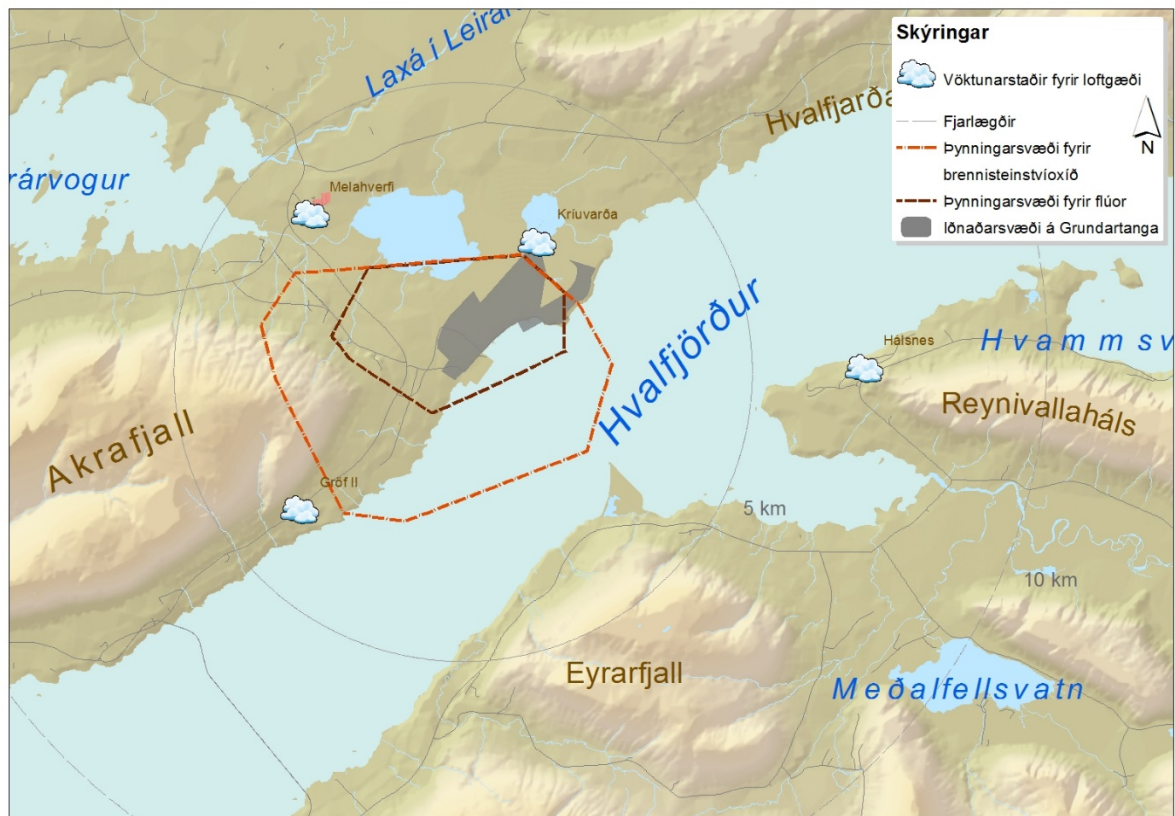 Skýringar
Vöktunarstaðir fyrir loftgæði
Fjarlægðir
Þynningarsvæði fyrir
brennisteinstvíoxíð
Þynningarsvæði fyrir flúor
Iðnaðarsvæði á Grundartanga
N
Laxá í Leirár
Hvalfjarða
rárvogur
Melahverfi
Kríuvarða
Hvalfjörður
Hálsnes
Hvammsv
Reynivallaháls
Akrafjall
Gröf II
5 km
10 km
Eyrarfjall
Meðalfellsvatn